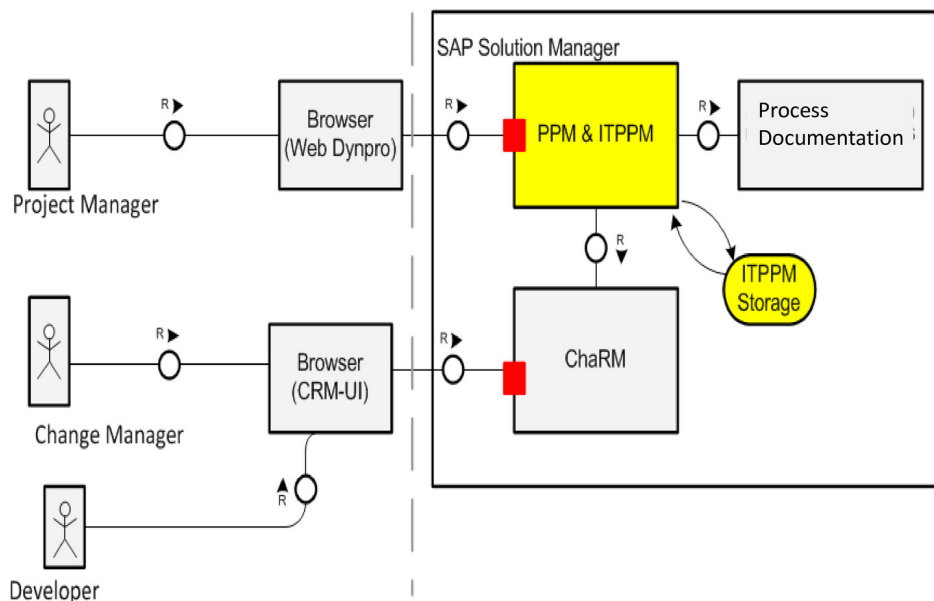 SAP Solution Manager
R
Browser
(Web Dynpro)
R
PPM & ITPPM
R
Process
Documentation
Project Manager
R
ITPPM
Storage
R
Browser
(CRM-UI)
R
ChaRM
Change Manager
R
Developer